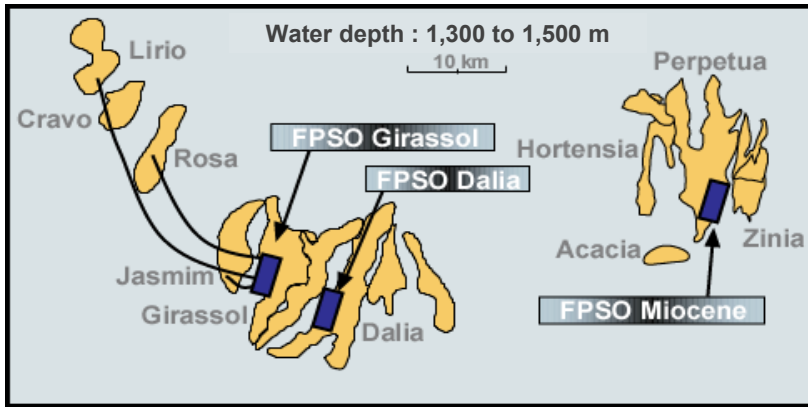 Water depth : 1,300 to 1,500 m
10 km
Lirio
Cravo
Rosa
FPSO Girassol
FPSO Dalia
Jasmim
Girassol
Dalia
Perpetua
Hortensia
Acacia
Zinia
FPSO Miocene